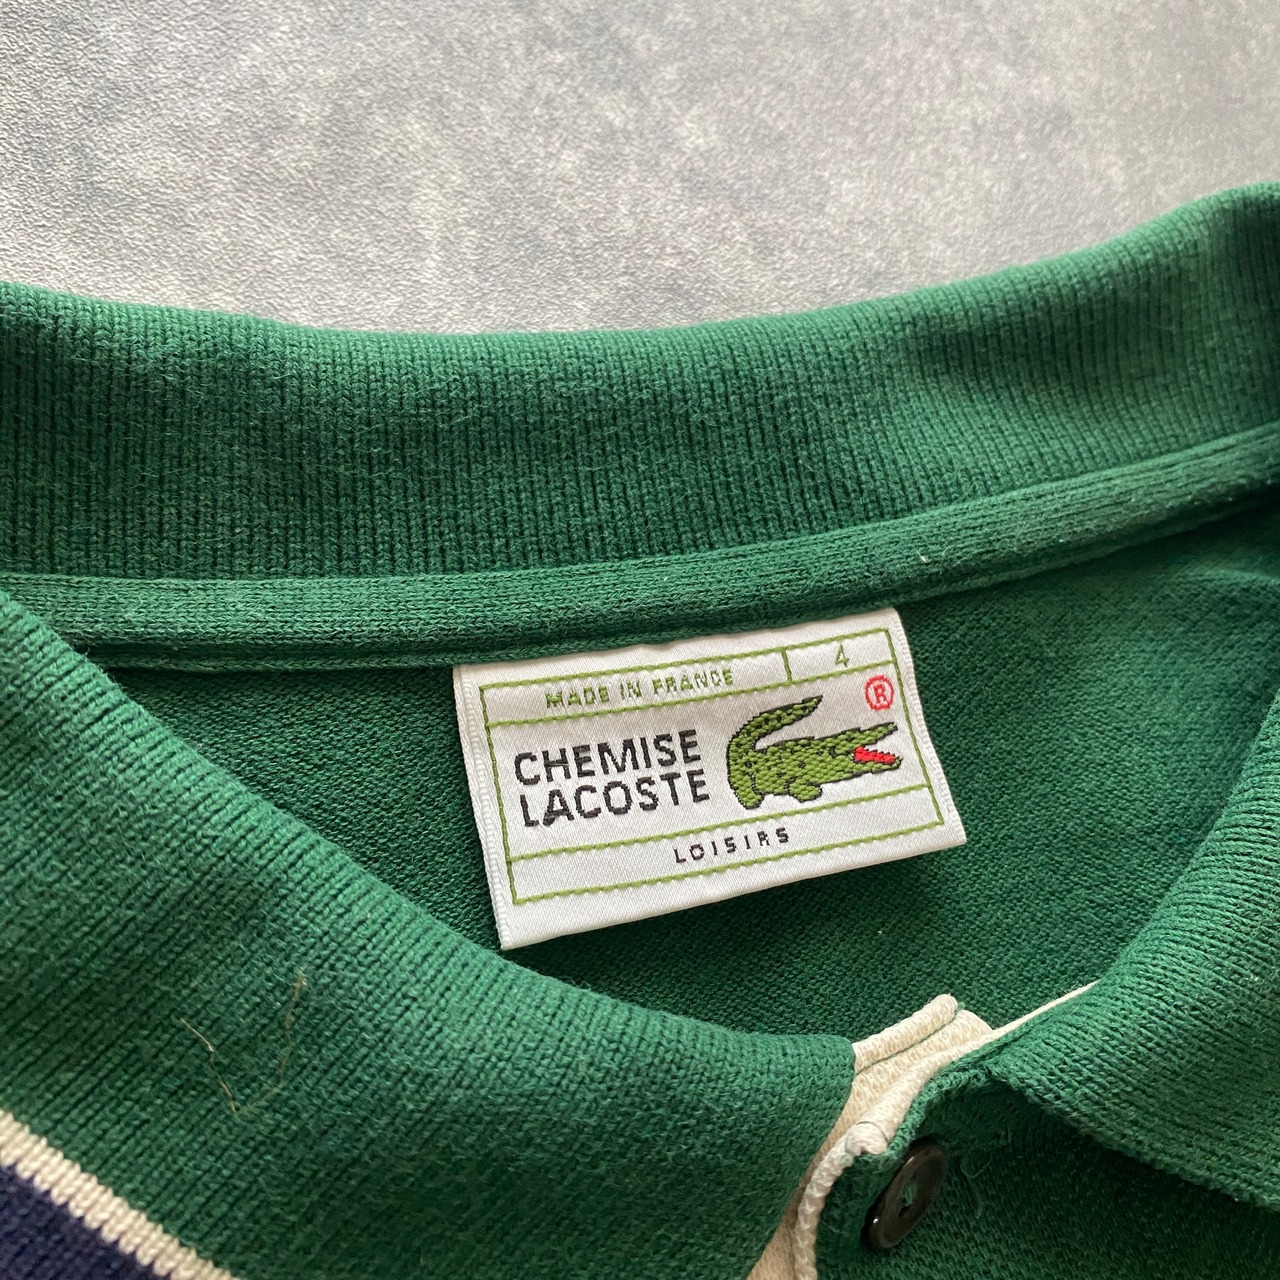 MADE IN FRANCE 4
®
CHEMISE
LACOSTE
LOISIRS